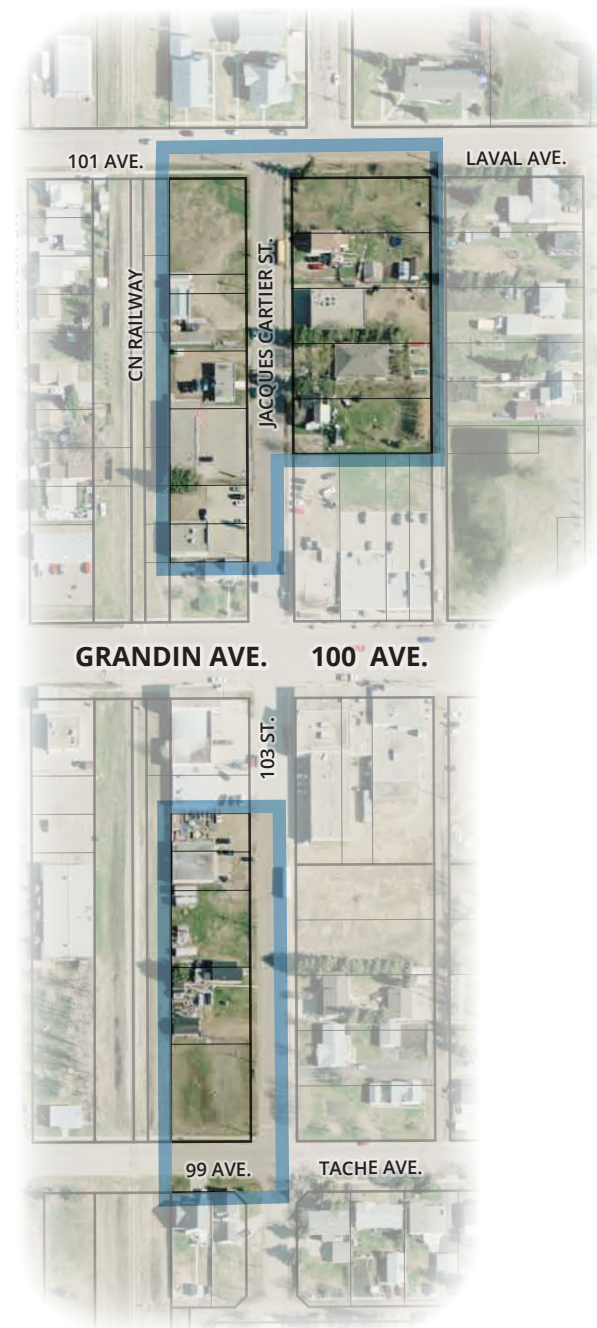 101 AVE.
LAVAL AVE.
CN RAILWAY
JACQUES CARTIER ST.
GRANDIN AVE. 100 AVE.
103 ST.
99 AVE.
TACHE AVE.